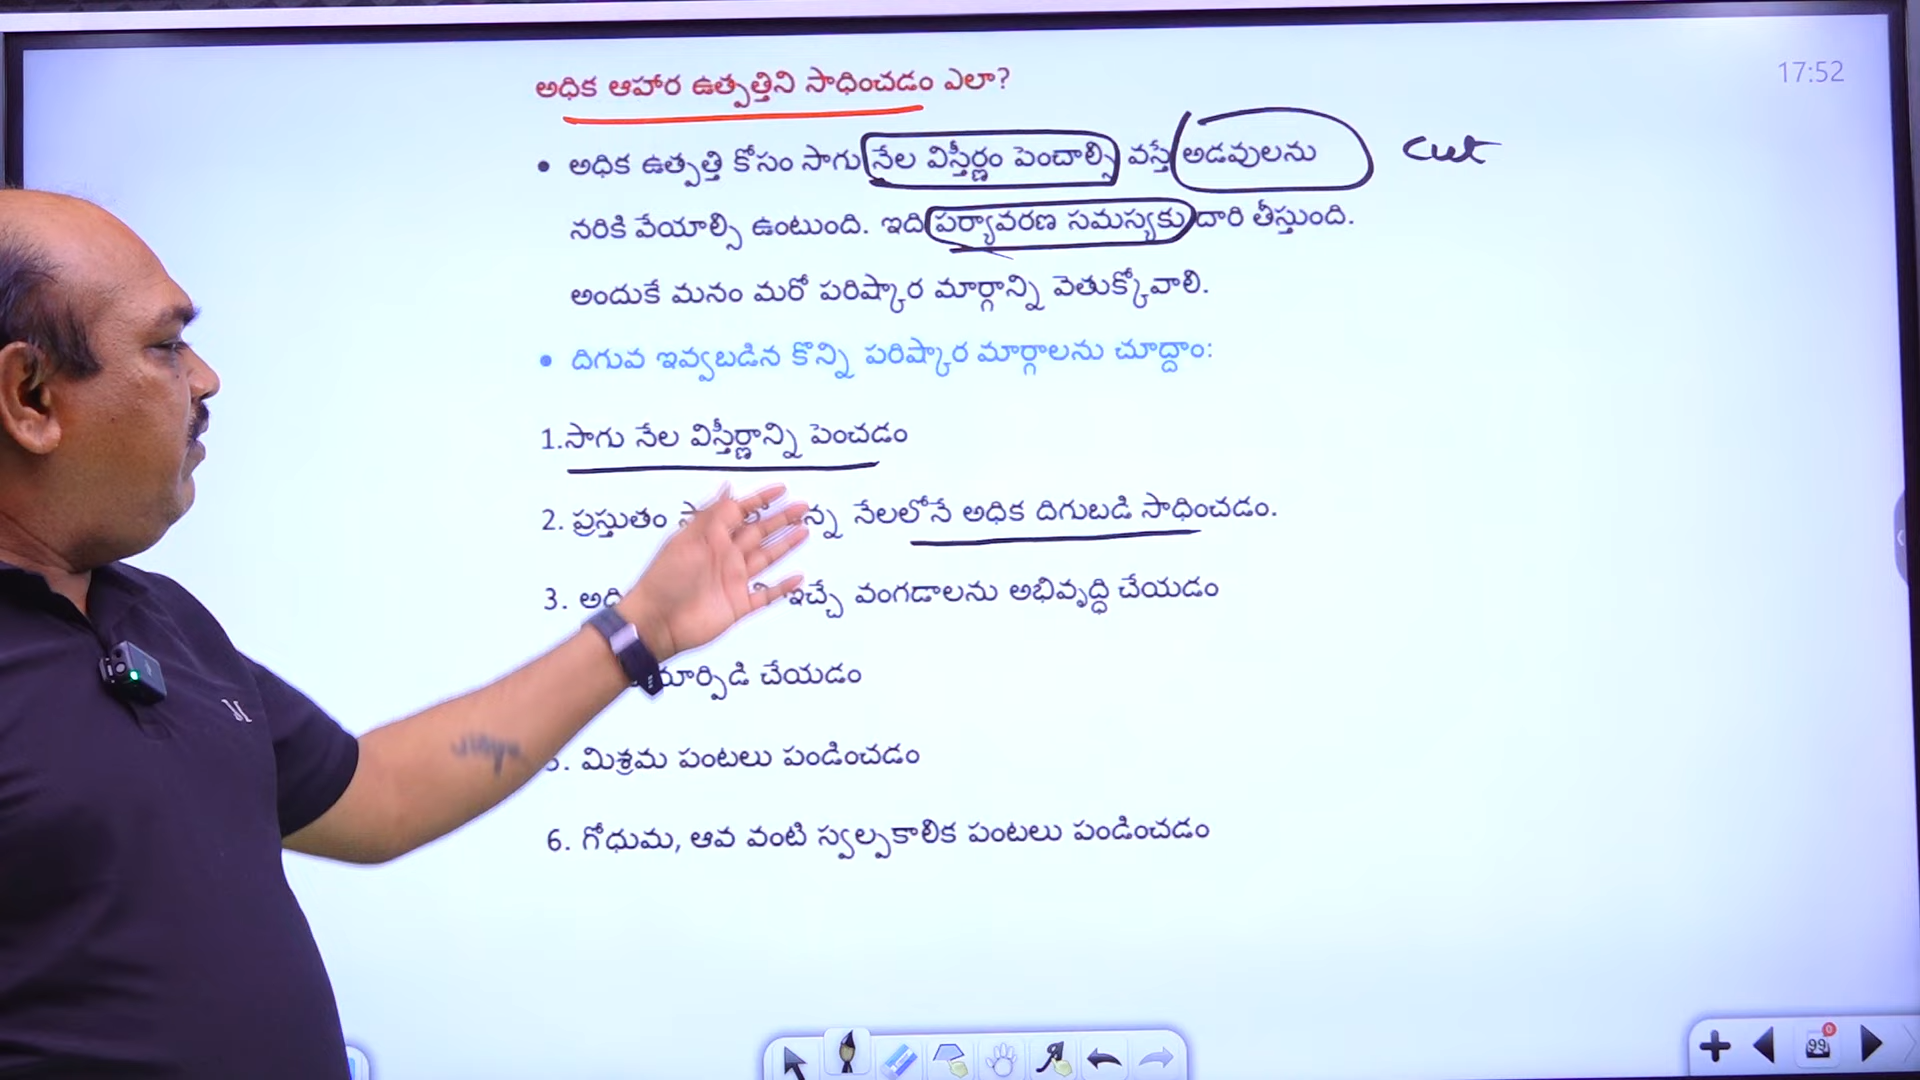 17:52
అధిక ఆహార ఉత్పత్తిని సాధించడం ఎలా?
• అధిక ఉత్పత్తి కోసం సాగు నేల విస్తీర్ణం పెంచాల్సి వస్తే అడవులను cut
నరికి వేయాల్సి ఉంటుంది. ఇది పర్యావరణ సమస్యకు దారి తీస్తుంది.
అందుకే మనం మరో పరిష్కార మార్గాన్ని వెతుక్కోవాలి.
• దిగువ ఇవ్వబడిన కొన్ని పరిష్కార మార్గాలను చూద్దాం:
1.సాగు నేల విస్తీర్ణాన్ని పెంచడం
2. ప్రస్తుతం నేలలోనే అధిక దిగుబడి సాధించడం.
3. ఇచ్చే వంగడాలను అభివృద్ధి చేయడం
మార్పిడి చేయడం
5. మిశ్రమ పంటలు పండించడం
6. గోధుమ, ఆవ వంటి స్వల్పకాలిక పంటలు పండించడం
99